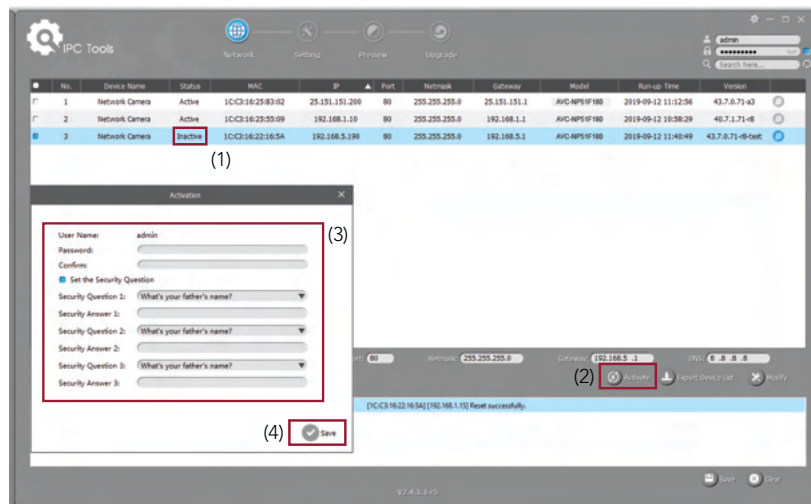 IPC Tools
Network Setting Preview Upgrade
admin
Search here...
No. Device Name Status MAC IP Port Netmask Gateway Model Run-up Time Version
1 Network Camera Active 1C:C3:16:25:83:02 25.151.151.200 80 255.255.255.0 25.151.151.1 AVC-NP51F180 2019-09-12 11:12:56 43.7.0.71-a3
2 Network Camera Active 1C:C3:16:25:55:09 192.168.1.10 80 255.255.255.0 192.168.1.1 AVC-NP51F180 2019-09-12 10:58:29 40.7.1.71-r8
3 Network Camera Inactive 1C:C3:16:22:16:5A 192.168.5.190 80 255.255.255.0 192.168.5.1 AVC-NP51F180 2019-09-12 11:40:49 43.7.0.71-r8-test
(1)
Activation
(3)
User Name: admin
Password:
Confirm:
Set the Security Question
Security Question 1: What's your father's name?
Security Answer 1:
Security Question 2: What's your father's name?
Security Answer 2:
Security Question 3: What's your father's name?
Security Answer 3:
(4) Save
80 Netmask: 255.255.255.0 Gateway: 192.168.5 .1 DNS: 8 .8 .8 .8
(2) Activate Export Device List Modify
[1C:C3:16:22:16:5A] [192.168.1.15] Reset successfully.
Save Clear
V7.4.1.1-r5